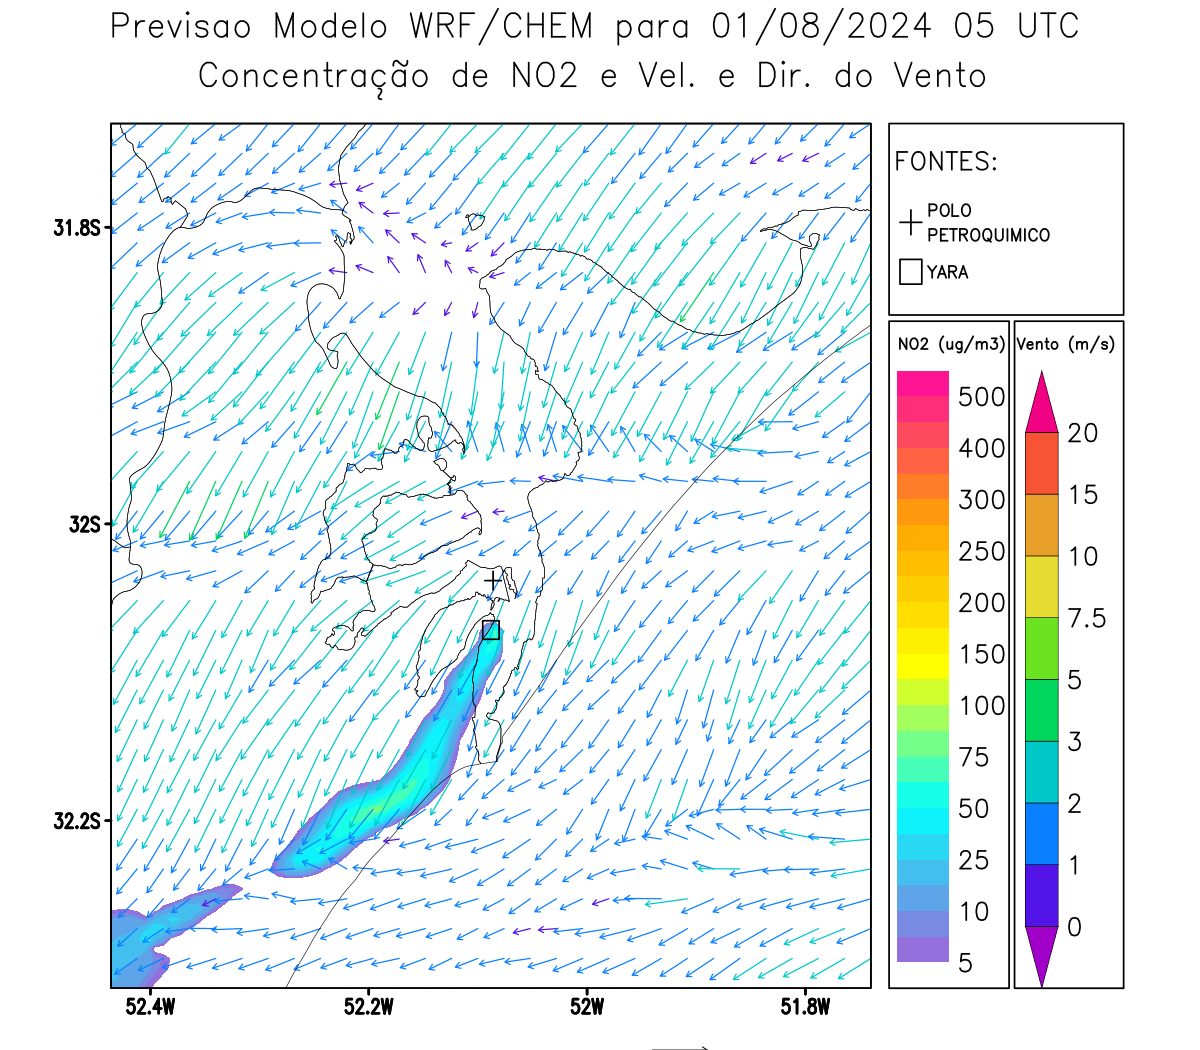 Previsao Modelo WRF/CHEM para 01/08/2024 05 UTC
Concentração de NO2 e Vel. e Dir. do Vento
FONTES:
POLO
PETROQUIMICO
YARA
NO2 (ug/m3)
500
400
300
250
200
150
100
75
50
25
10
5
Vento (m/s)
20
15
10
7.5
5
3
2
1
0
31.8S
32S
32.2S
52.4W
52.2W
52W
51.8W